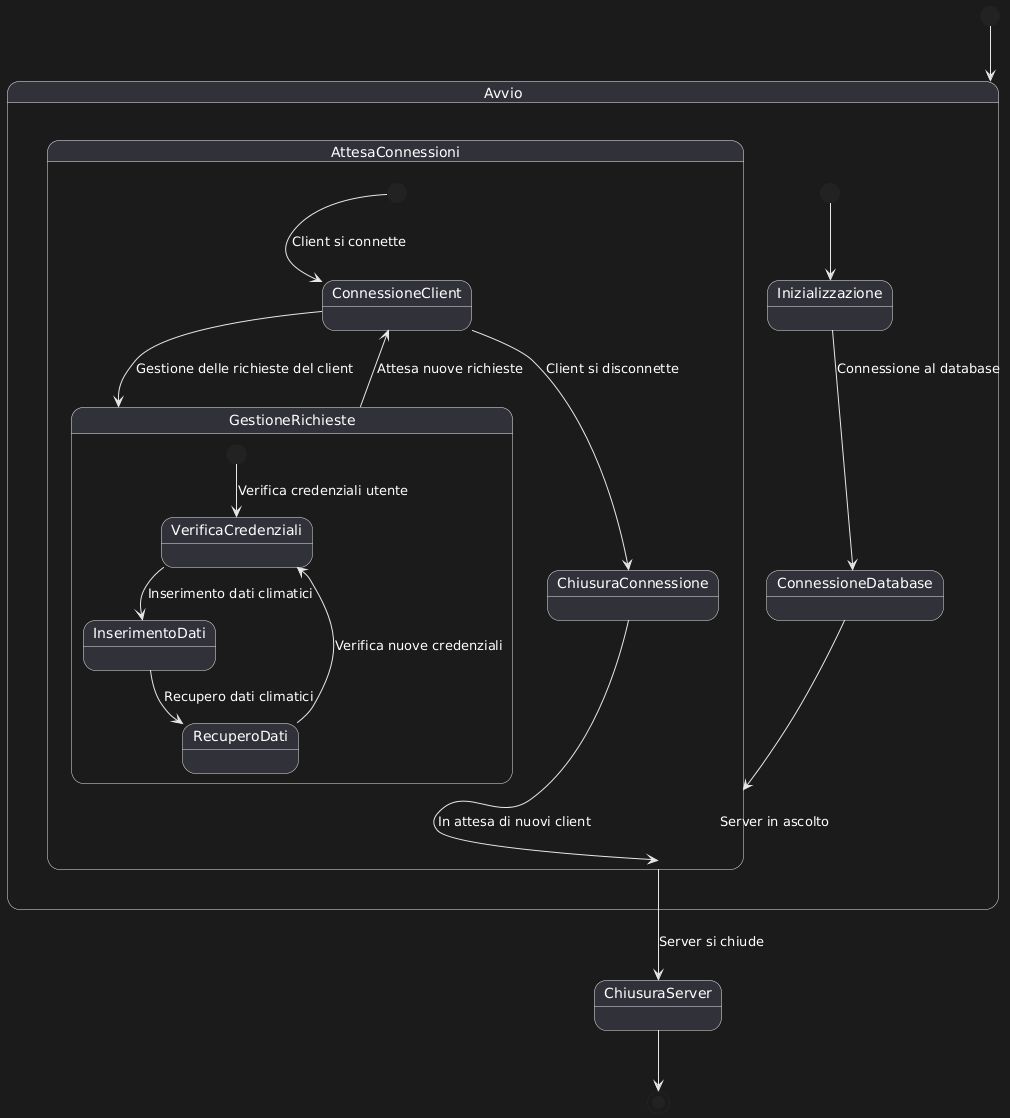 Avvio
AttesaConnessioni
Client si connette
ConnessioneClient
Inizializzazione
Gestione delle richieste del client
Attesa nuove richieste
Client si disconnette
Connessione al database
GestioneRichieste
Verifica credenziali utente
VerificaCredenziali
Inserimento dati climatici
ChiusuraConnessione
ConnessioneDatabase
InserimentoDati
Verifica nuove credenziali
Recupero dati climatici
RecuperoDati
In attesa di nuovi client
Server in ascolto
Server si chiude
ChiusuraServer